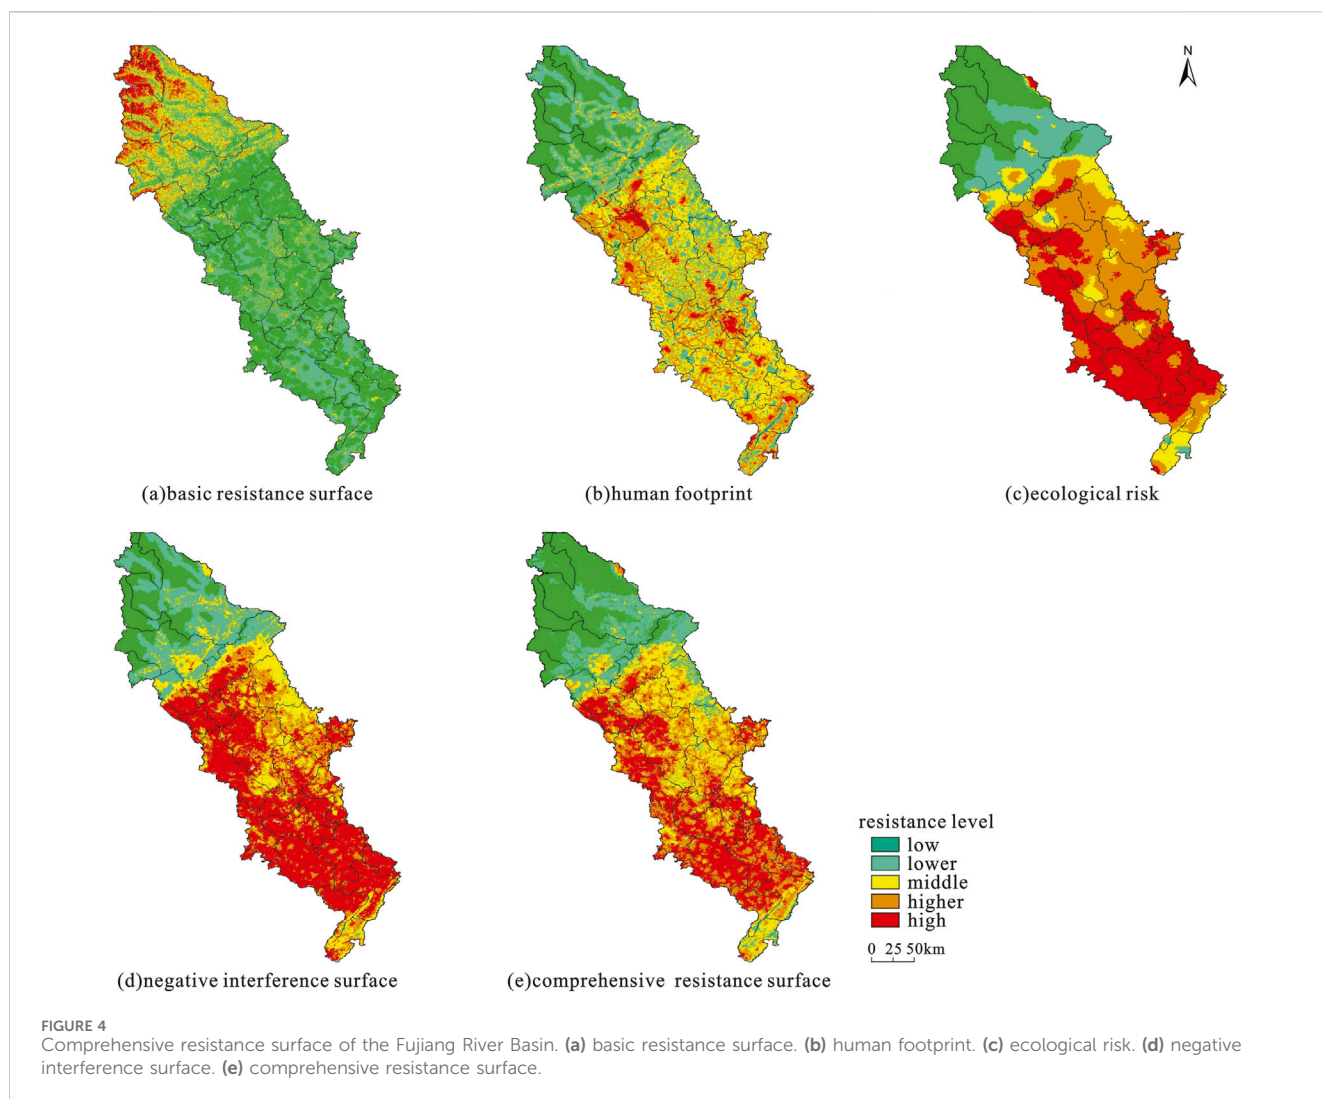 N
(a)basic resistance surface
(b)human footprint
(c)ecological risk
resistance level
low
lower
middle
higher
high
0 25 50km
(d)negative interference surface
(e)comprehensive resistance surface
FIGURE 4
Comprehensive resistance surface of the Fujiang River Basin. (a) basic resistance surface. (b) human footprint. (c) ecological risk. (d) negative
interference surface. (e) comprehensive resistance surface.